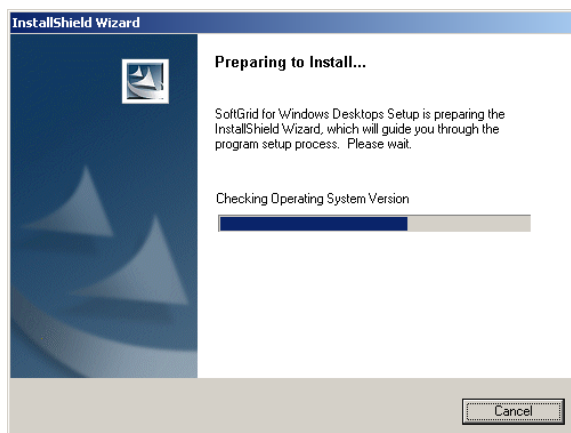 InstallShield Wizard
Preparing to Install...
SoftGrid for Windows Desktops Setup is preparing the
InstallShield Wizard, which will guide you through the
program setup process. Please wait.
Checking Operating System Version
Cancel